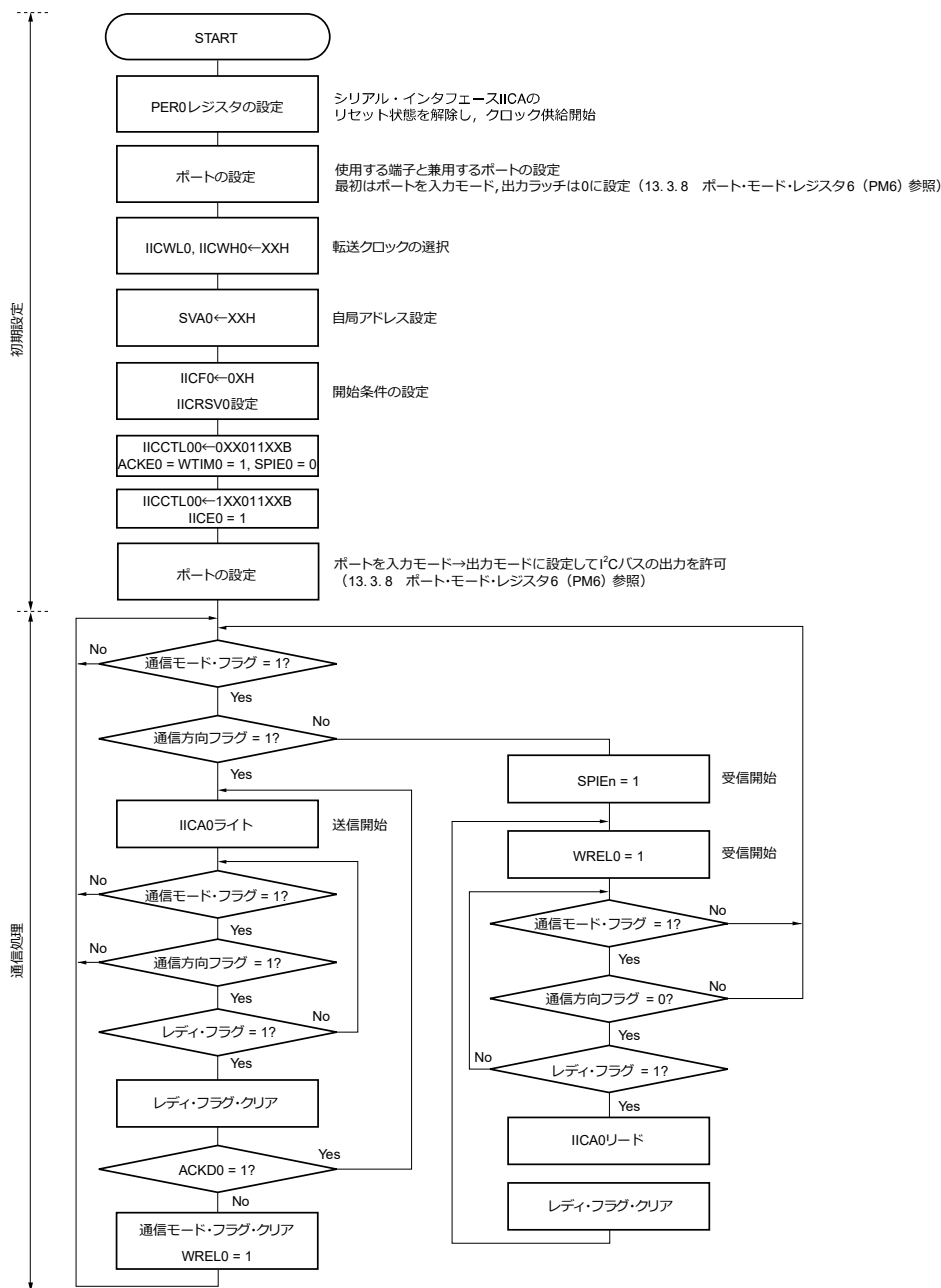 START
PER0レジスタの設定
シリアル・インタフェースIICAの
リセット状態を解除し，クロック供給開始
ポートの設定
使用する端子と兼用するポートの設定
最初はポートを入力モード,出力ラッチは0に設定（13. 3. 8　ポート・モード・レジスタ6（PM6）参照）
IICWL0, IICWH0←XXH
転送クロックの選択
SVA0←XXH
自局アドレス設定
IICF0←0XH
IICRSV0設定
開始条件の設定
IICCTL00←0XX011XXB
ACKE0 = WTIM0 = 1, SPIE0 = 0
IICCTL00←1XX011XXB
IICE0 = 1
ポートの設定
ポートを入力モード→出力モードに設定してI²Cバスの出力を許可
（13. 3. 8　ポート・モード・レジスタ6（PM6）参照）
初期設定
通信処理
No
通信モード・フラグ = 1?
Yes
No
通信方向フラグ = 1?
Yes
IICA0ライト
送信開始
No
通信モード・フラグ = 1?
Yes
No
通信方向フラグ = 1?
Yes
No
レディ・フラグ = 1?
Yes
レディ・フラグ・クリア
Yes
ACKD0 = 1?
No
通信モード・フラグ・クリア
WREL0 = 1
SPIEn = 1
受信開始
WREL0 = 1
受信開始
No
通信モード・フラグ = 1?
Yes
No
通信方向フラグ = 0?
Yes
No
レディ・フラグ = 1?
Yes
IICA0リード
レディ・フラグ・クリア